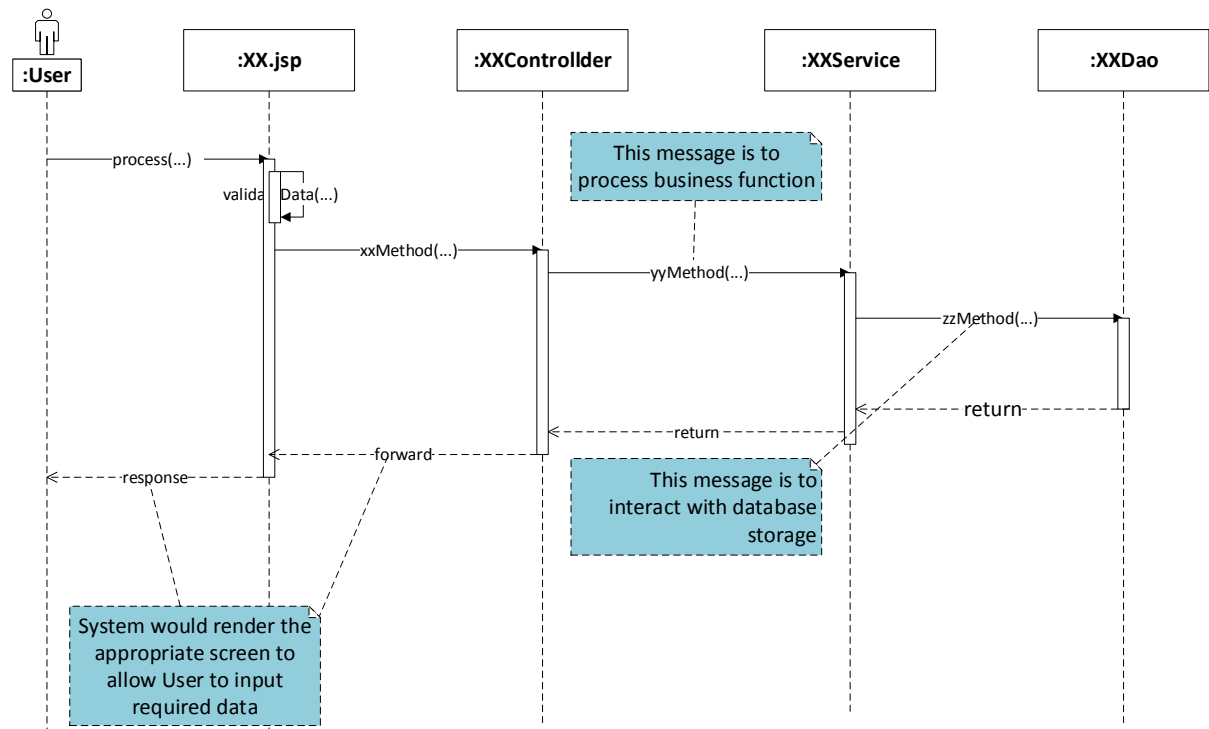 :User
:XX.jsp
:XXControllder
:XXService
:XXDao
This message is to
process business function
process(...)
valida Data(...)
xxMethod(...)
yyMethod(...)
zzMethod(...)
return
return
forward
response
This message is to
interact with database
storage
System would render the
appropriate screen to
allow User to input
required data